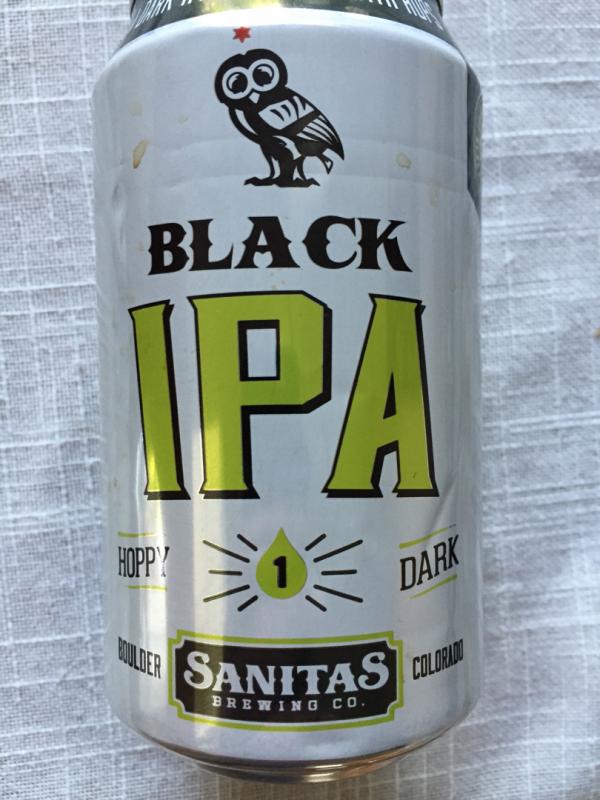 BLACK
IPA
HOPPY 1 DARK
BOULDER SANITAS COLORADO
BREWING CO.